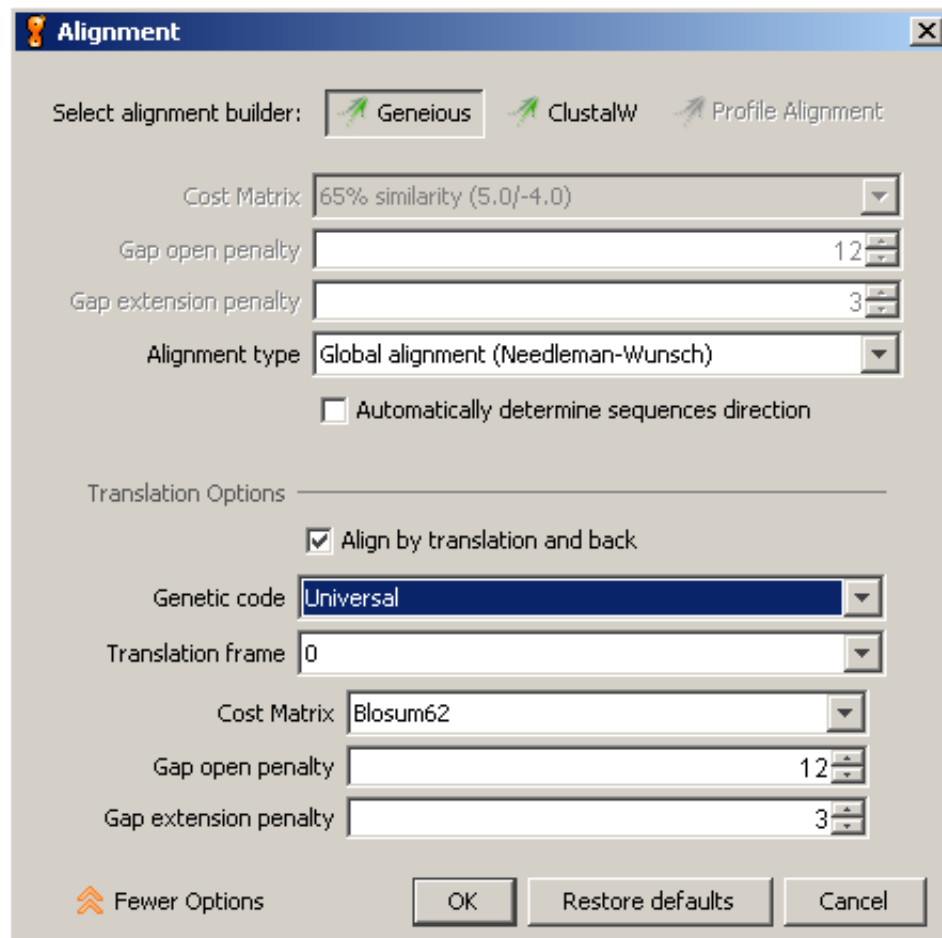 Alignment
Select alignment builder: Geneious ClustalW Profile Alignment
Cost Matrix 65% similarity (5.0/-4.0)
Gap open penalty 12
Gap extension penalty 3
Alignment type Global alignment (Needleman-Wunsch)
Automatically determine sequences direction
Translation Options
Align by translation and back
Genetic code Universal
Translation frame 0
Cost Matrix Blosum62
Gap open penalty 12
Gap extension penalty 3
Fewer Options OK Restore defaults Cancel